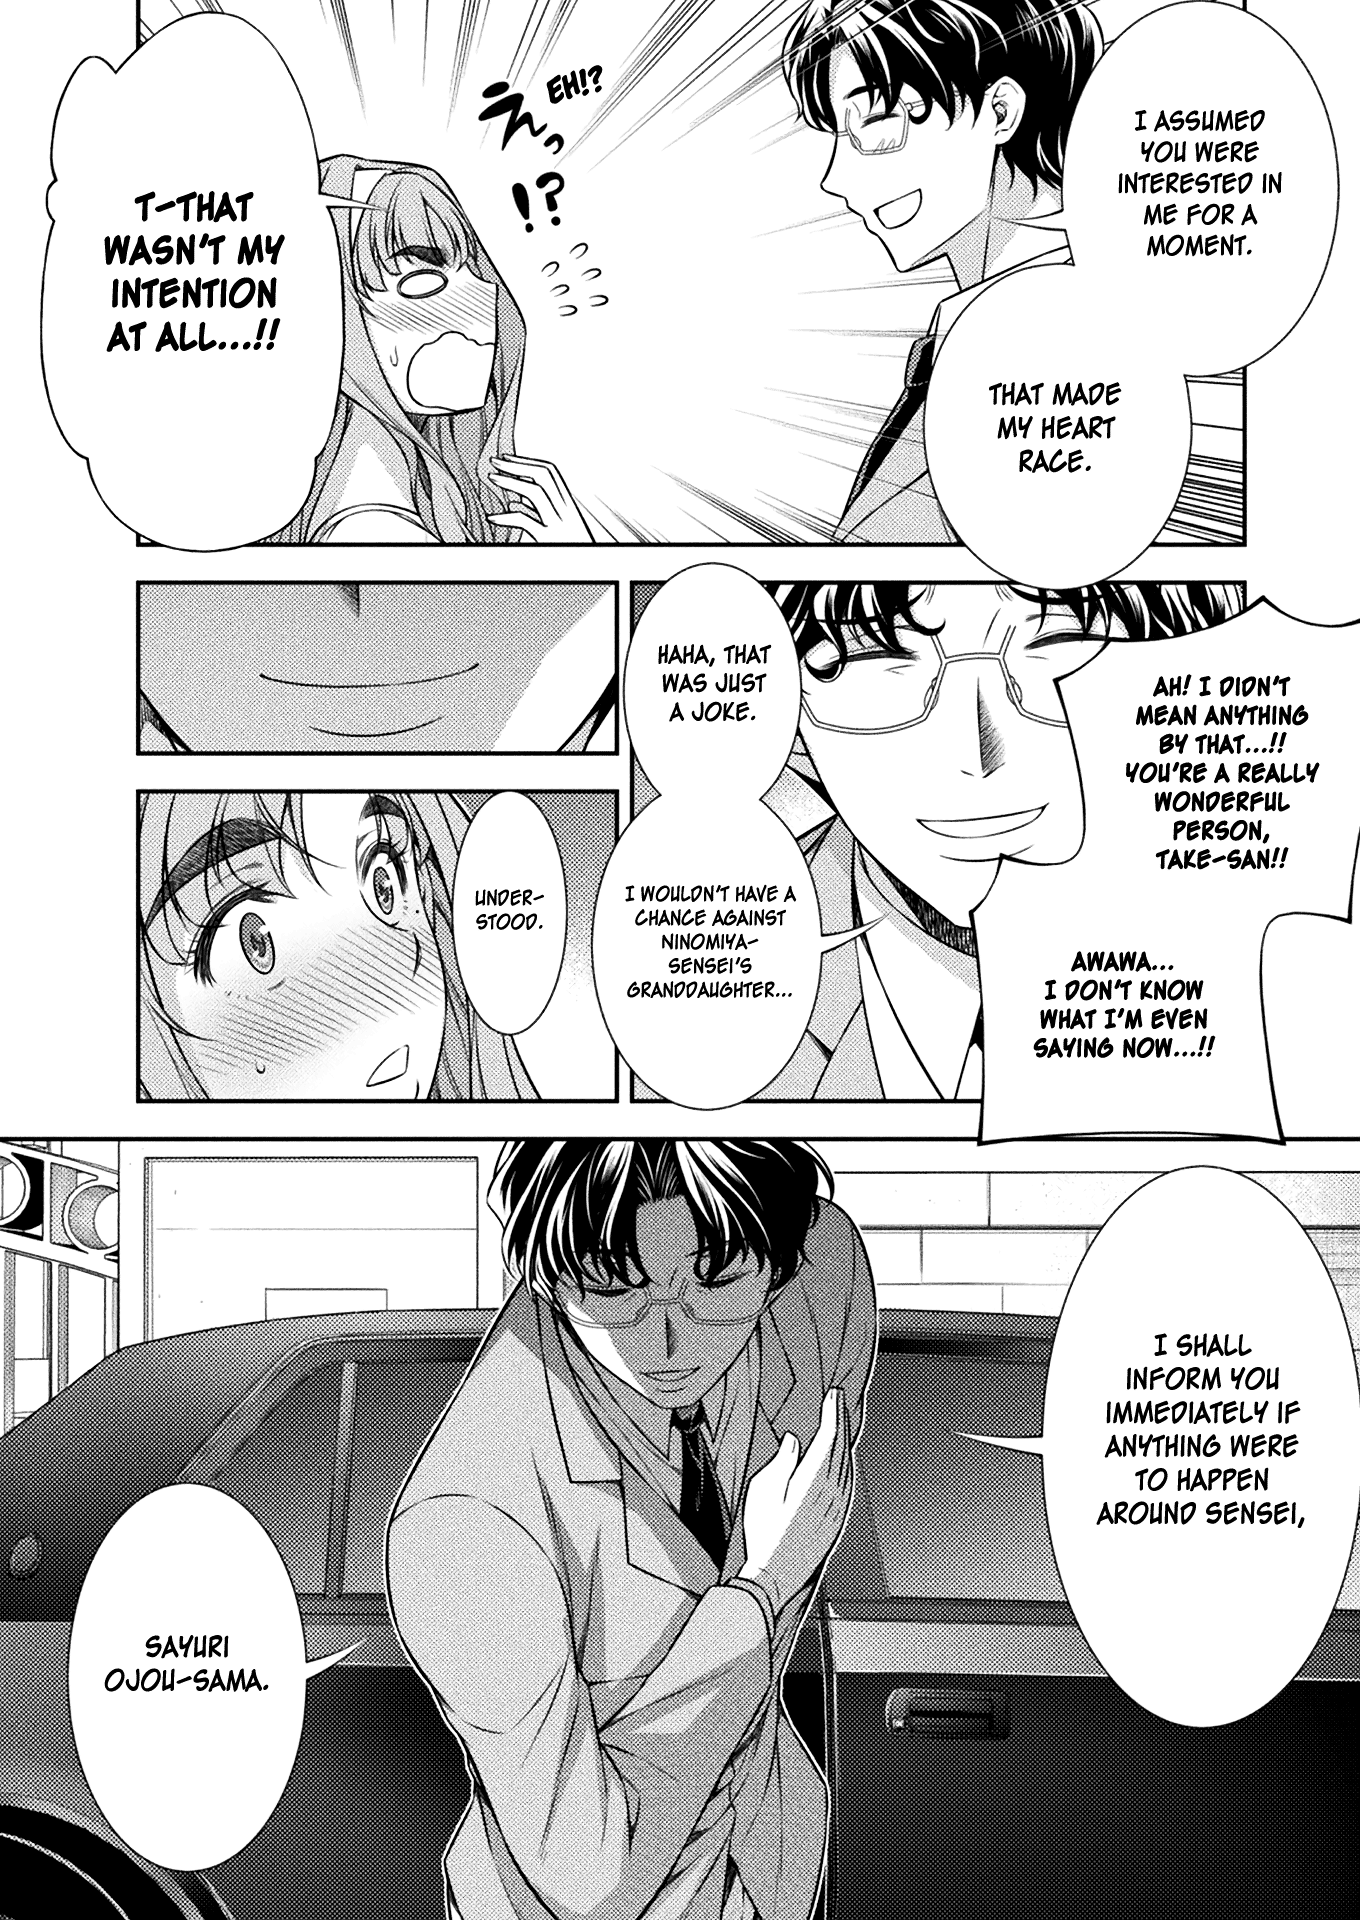 I ASSUMED
YOU WERE
INTERESTED IN
ME FOR A
MOMENT.
THAT MADE
MY HEART
RACE.
EH!?
えっ
!?
T-THAT
WASN'T MY
INTENTION
AT ALL...!!
AH! I DIDN'T
MEAN ANYTHING
BY THAT...!!
YOU'RE A REALLY
WONDERFUL
PERSON,
TAKE-SAN!!
AWAWA...
I DON'T KNOW
WHAT I'M EVEN
SAYING NOW...!!
HAHA, THAT
WAS JUST
A JOKE.
I WOULDN'T HAVE A
CHANCE AGAINST
NINOMIYA-
SENSEI'S
GRANDDAUGHTER...
UNDER-
STOOD.
I SHALL
INFORM YOU
IMMEDIATELY IF
ANYTHING WERE
TO HAPPEN
AROUND SENSEI,
SAYURI
OJOU-SAMA.